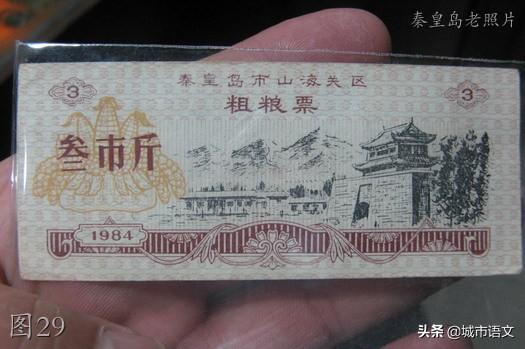 秦皇岛老照片
3
3
秦皇岛市山海关区
粗粮票
叁市斤
1984
图29
头条 @城市语文